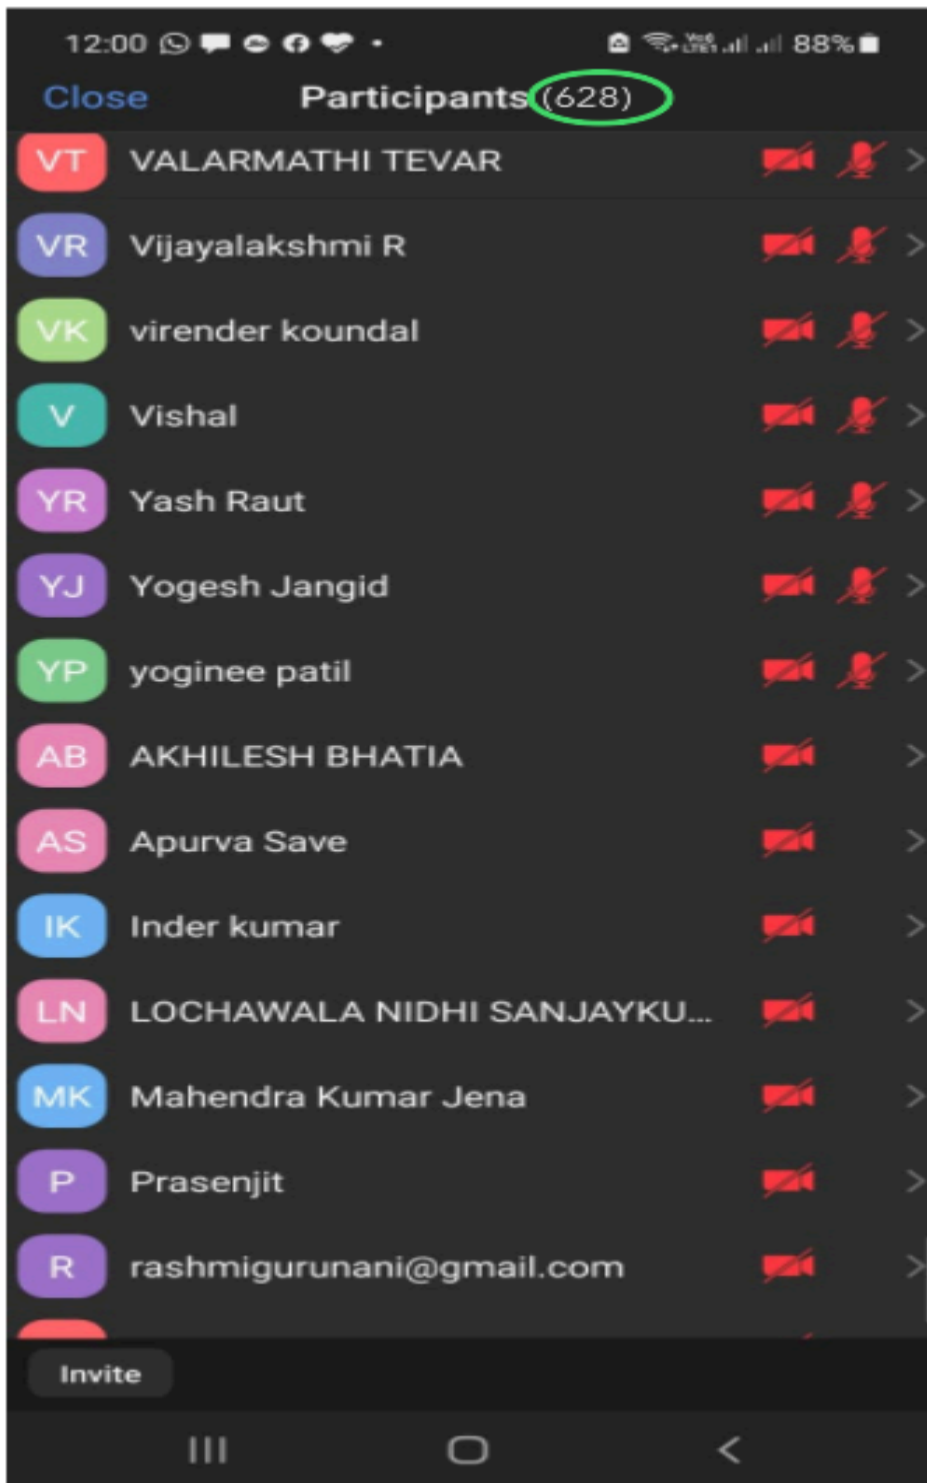 12:00 88%
Close Participants (628)
VT VALARMATHI TEVAR
VR Vijayalakshmi R
VK virender koundal
V Vishal
YR Yash Raut
YJ Yogesh Jangid
YP yoginee patil
AB AKHILESH BHATIA
AS Apurva Save
IK Inder kumar
LN LOCHAWALA NIDHI SANJAYKU...
MK Mahendra Kumar Jena
P Prasenjit
R rashmigurunani@gmail.com
Invite